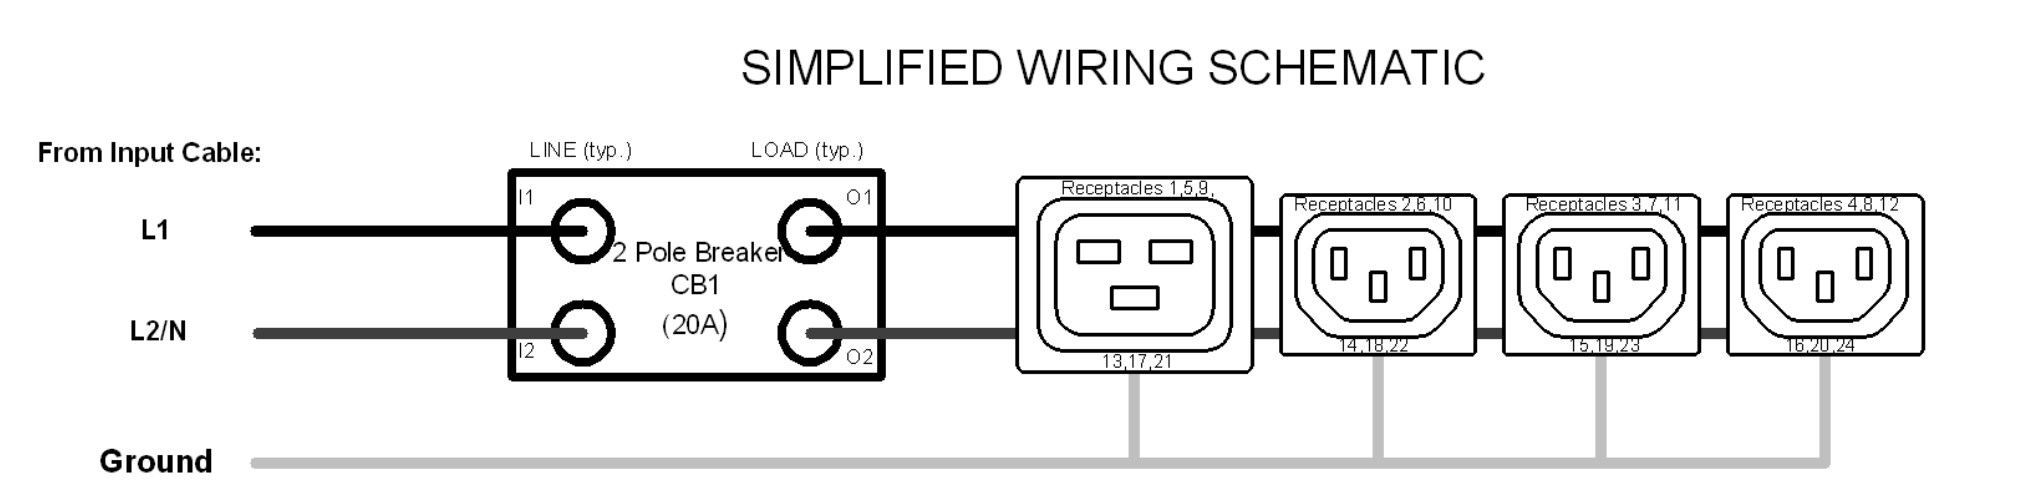 SIMPLIFIED WIRING SCHEMATIC
From Input Cable:
LINE (typ.)
LOAD (typ.)
I1
O1
L1
2 Pole Breaker
CB1
(20A)
L2/N
I2
O2
Receptacles 1,5,9,
13,17,21
Receptacles 2,6,10
14,18,22
Receptacles 3,7,11
15,19,23
Receptacles 4,8,12
16,20,24
Ground